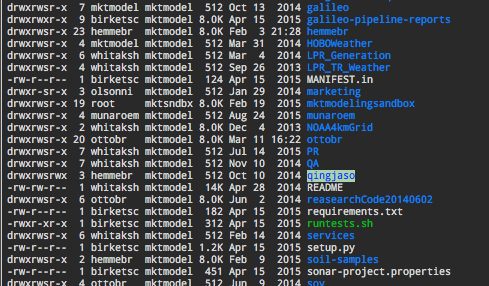 drwxrwsr-x 7 mktmodel mktmodel 512 Oct 13 2014 galileo
drwxrwsr-x 9 birketsc mktmodel 8.0K Apr 15 2015 galileo-pipeline-reports
drwxrwsr-x 23 hemmebr mktmodel 8.0K Feb 3 21:28 hemmebr
drwxrwsr-x 4 mktmodel mktmodel 512 Mar 31 2014 HOBOWeather
drwxrwsr-x 6 whitaksh mktmodel 512 Mar 4 2014 LPR_Generation
drwxrwsr-x 4 whitaksh mktmodel 512 Sep 26 2013 LPR_TR_Weather
-rw-r--r-- 1 birketsc mktmodel 124 Apr 15 2015 MANIFEST.in
drwxr-sr-x 3 olsonni mktmodel 512 Jan 29 2014 marketing
drwxrwsr-x 19 root mktsndbx 8.0K Feb 19 2015 mktmodelingsandbox
drwxrwsr-x 4 munaroem mktmodel 512 Aug 24 2015 munaroem
drwxrwsr-x 2 whitaksh mktmodel 8.0K Dec 4 2013 NOAA4kmGrid
drwxrwsr-x 20 ottobr mktmodel 8.0K Mar 11 16:22 ottobr
drwxrwsr-x 7 whitaksh mktmodel 512 Jul 14 2015 PR
drwxrwsr-x 7 whitaksh mktmodel 512 Nov 10 2014 QA
drwxrwsrwx 3 hemmebr mktmodel 512 Oct 10 2014 qingjaso
-rw-rw-r-- 1 whitaksh mktmodel 14K Apr 28 2014 README
drwxrwsr-x 6 ottobr mktmodel 8.0K Jun 2 2014 reasearchCode20140602
-rw-r--r-- 1 birketsc mktmodel 182 Apr 15 2015 requirements.txt
-rwxr-xr-x 1 birketsc mktmodel 312 Apr 15 2015 runtests.sh
drwxrwsr-x 6 whitaksh mktmodel 512 Feb 14 2014 services
-rw-r--r-- 1 birketsc mktmodel 1.2K Apr 15 2015 setup.py
drwxrwsr-x 2 hemmebr mktmodel 8.0K Feb 9 2015 soil-samples
-rw-r--r-- 1 birketsc mktmodel 451 Apr 15 2015 sonar-project.properties
drwxrwsr-x 4 ottobr mktmodel 512 Jun 9 2014 soy